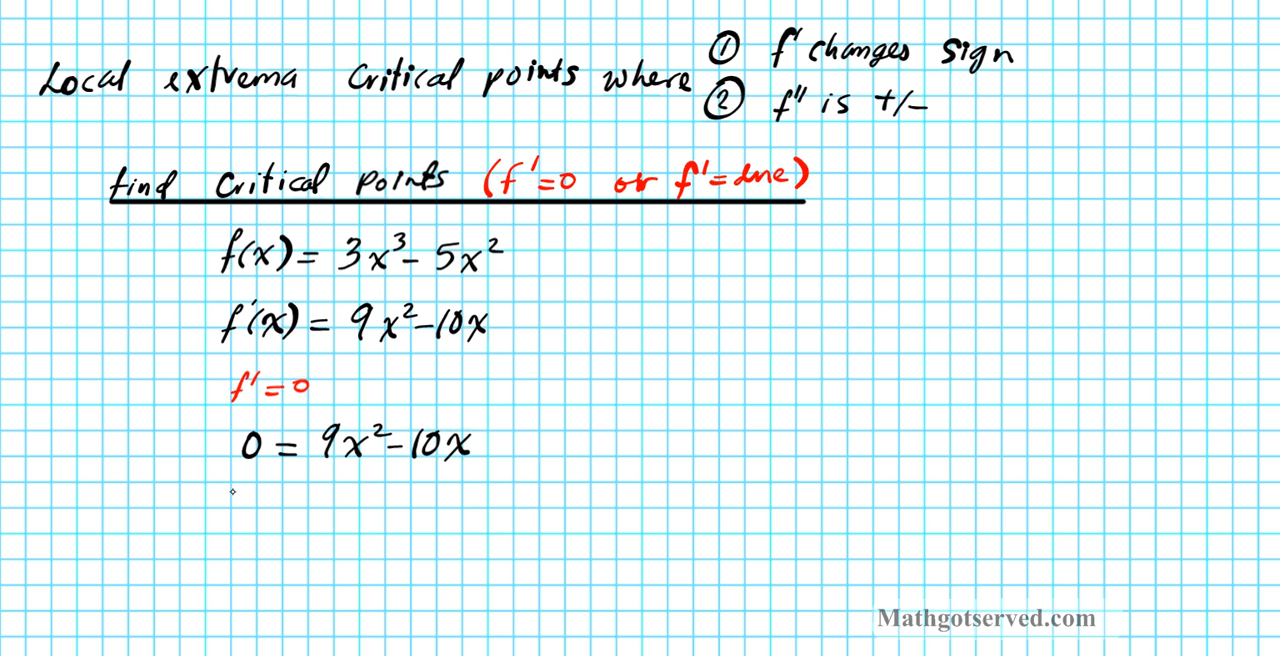 Local extrema Critical points where ① f' changes sign
② f'' is +/-
find Critical points (f'=0 or f'=dne)
f(x) = 3x³ - 5x²
f'(x) = 9x² - 10x
f' = 0
0 = 9x² - 10x
Mathgotserved.com